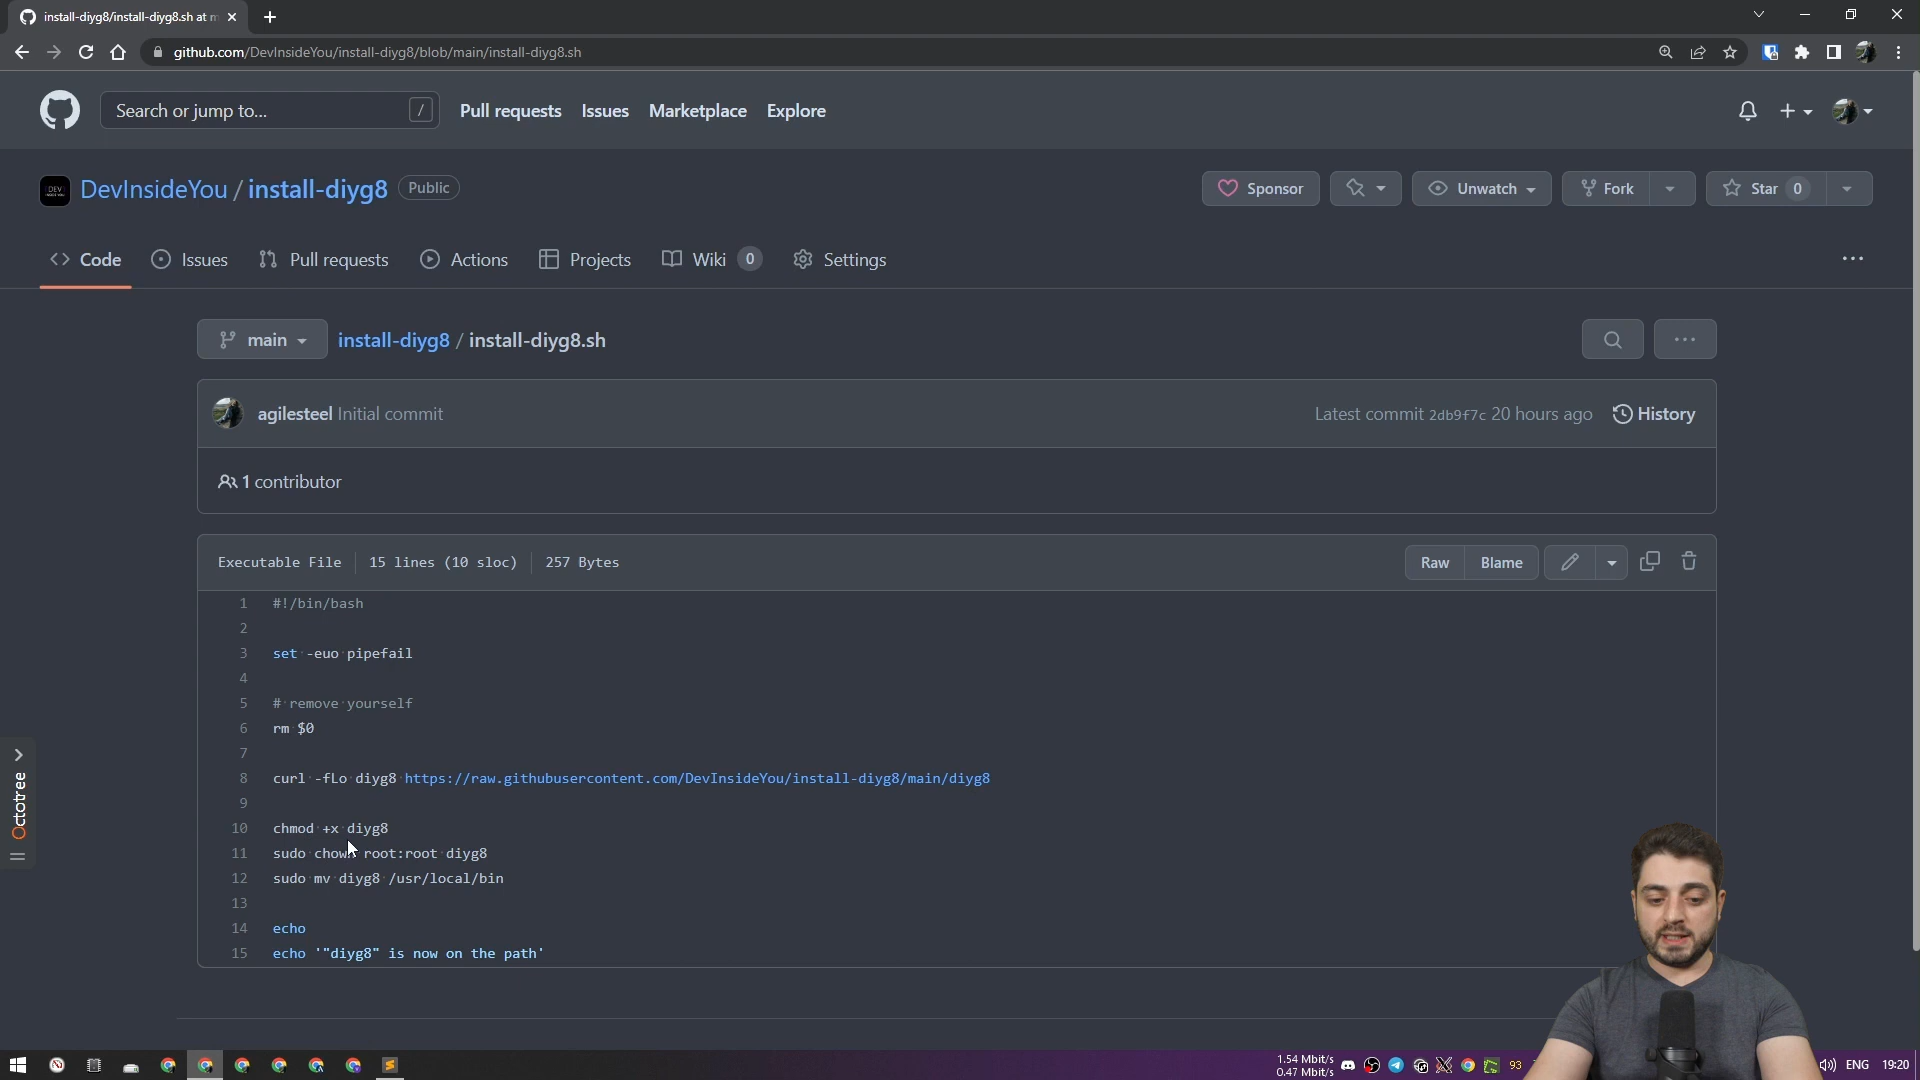 install-diyg8/install-diyg8.sh at m
github.com/DevInsideYou/install-diyg8/blob/main/install-diyg8.sh
Search or jump to... /
Pull requests Issues Marketplace Explore
DevInsideYou / install-diyg8 Public
Sponsor Unwatch Fork Star 0
Code Issues Pull requests Actions Projects Wiki 0 Settings
main install-diyg8 / install-diyg8.sh
agilesteel Initial commit Latest commit 2db9f7c 20 hours ago History
1 contributor
Executable File 15 lines (10 sloc) 257 Bytes Raw Blame
1 #!/bin/bash
2
3 set -euo pipefail
4
5 # remove yourself
6 rm $0
7
8 curl -fLo diyg8 https://raw.githubusercontent.com/DevInsideYou/install-diyg8/main/diyg8
9
10 chmod +x diyg8
11 sudo chown root:root diyg8
12 sudo mv diyg8 /usr/local/bin
13
14 echo
15 echo '"diyg8" is now on the path'
Octotree
1.54 Mbit/s
0.47 Mbit/s
93 ENG 19:20